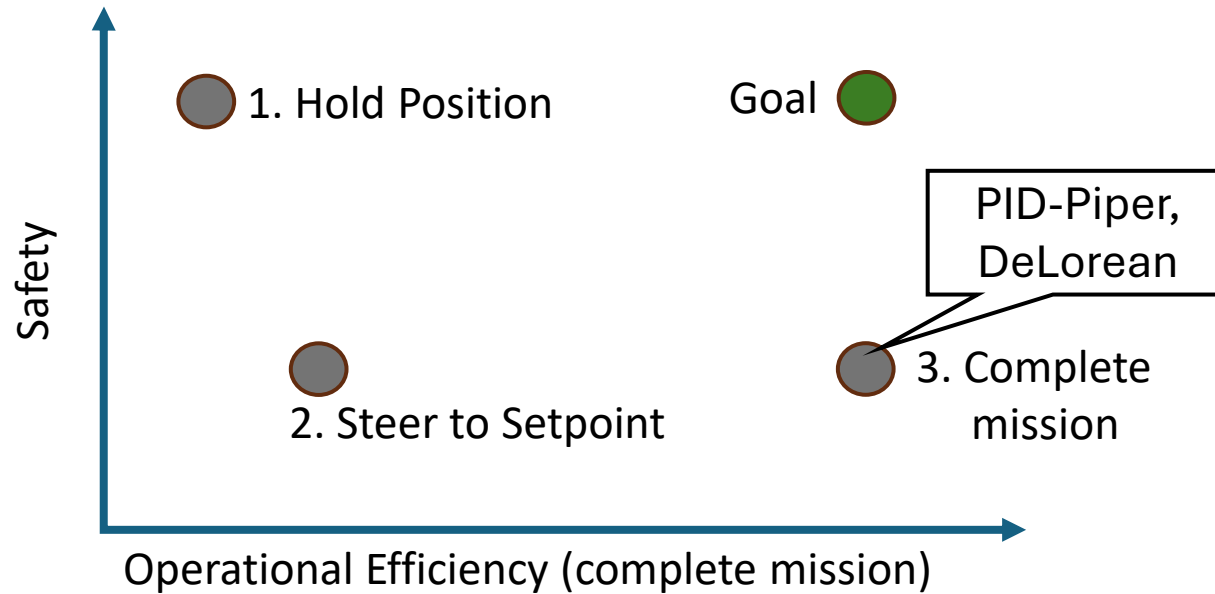 1. Hold Position
Goal
PID-Piper,
DeLorean
Safety
2. Steer to Setpoint
3. Complete
mission
Operational Efficiency (complete mission)